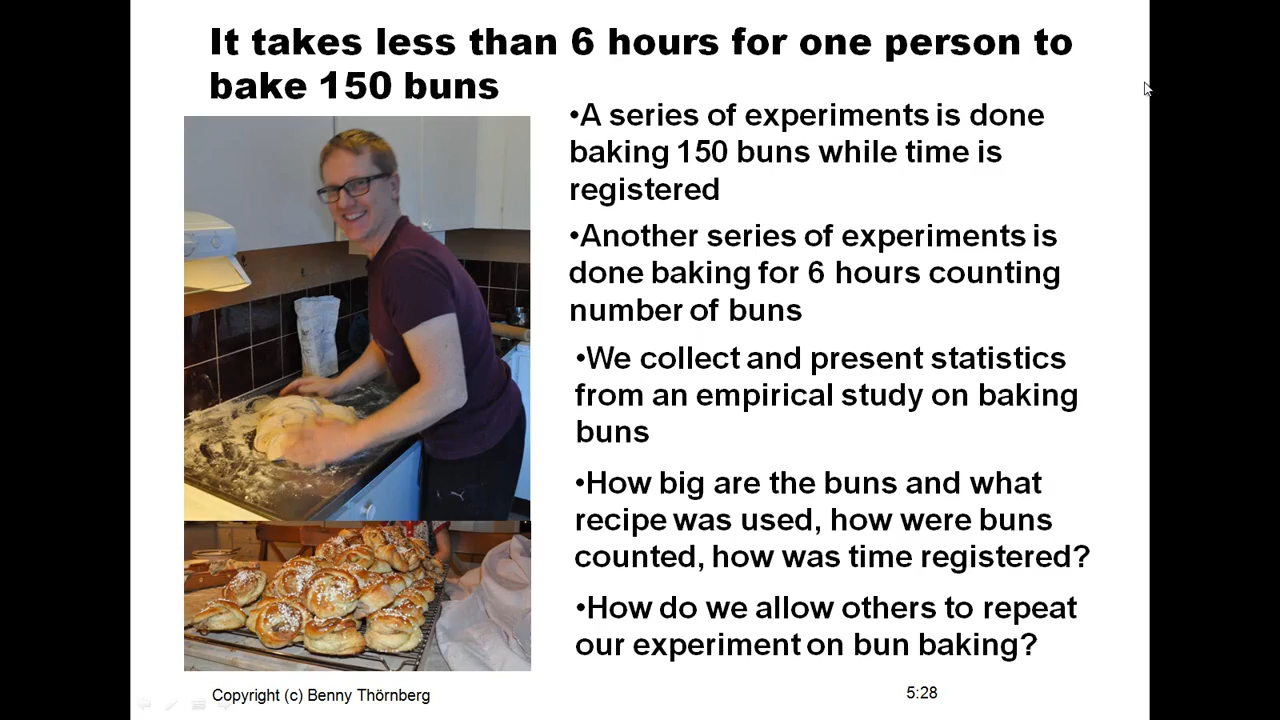 It takes less than 6 hours for one person to
bake 150 buns
•A series of experiments is done
baking 150 buns while time is
registered
•Another series of experiments is
done baking for 6 hours counting
number of buns
•We collect and present statistics
from an empirical study on baking
buns
•How big are the buns and what
recipe was used, how were buns
counted, how was time registered?
•How do we allow others to repeat
our experiment on bun baking?
Copyright (c) Benny Thörnberg
5:28